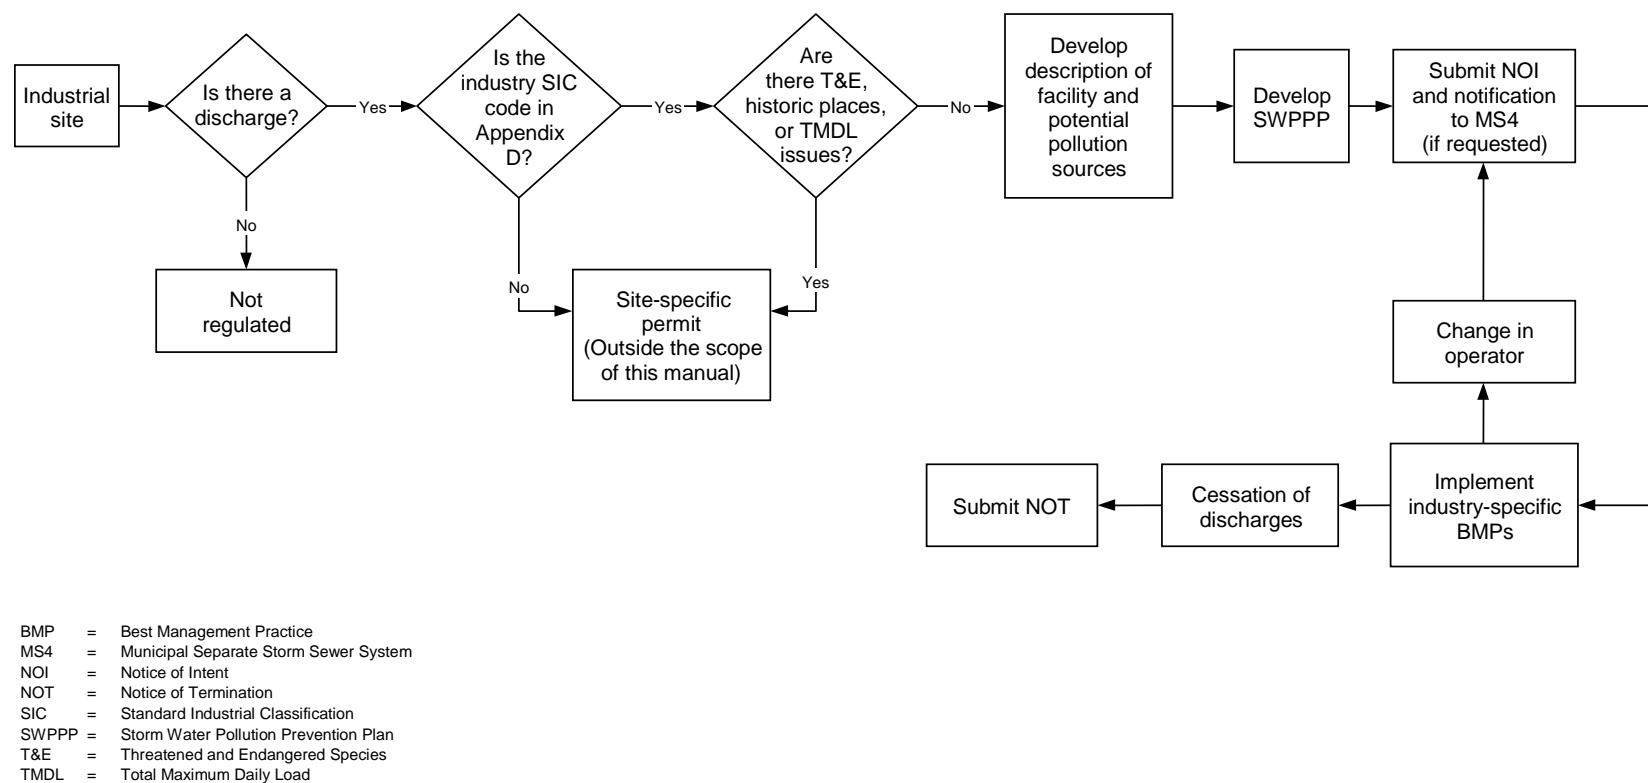 Industrial
site
Is there a
discharge?
Yes
No
Not
regulated
Is the
industry SIC
code in
Appendix
D?
Yes
No
Are
there T&E,
historic places,
or TMDL
issues?
No
Yes
Site-specific
permit
(Outside the scope
of this manual)
Develop
description of
facility and
potential
pollution
sources
Develop
SWPPP
Submit NOI
and notification
to MS4
(if requested)
Change in
operator
Implement
industry-specific
BMPs
Cessation of
discharges
Submit NOT
BMP = Best Management Practice
MS4 = Municipal Separate Storm Sewer System
NOI = Notice of Intent
NOT = Notice of Termination
SIC = Standard Industrial Classification
SWPPP = Storm Water Pollution Prevention Plan
T&E = Threatened and Endangered Species
TMDL = Total Maximum Daily Load